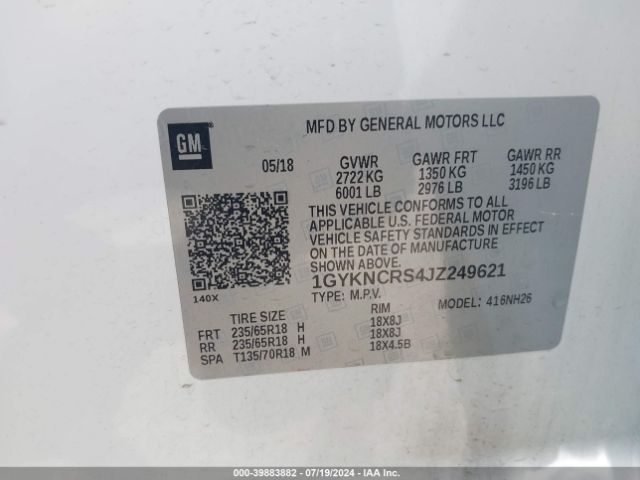 GM
MFD BY GENERAL MOTORS LLC
05/18 GVWR GAWR FRT GAWR RR
2722 KG 1350 KG 1450 KG
6001 LB 2976 LB 3196 LB
THIS VEHICLE CONFORMS TO ALL
APPLICABLE U.S. FEDERAL MOTOR
VEHICLE SAFETY STANDARDS IN EFFECT
ON THE DATE OF MANUFACTURE
SHOWN ABOVE.
140X
1GYKNCRS4JZ249621
TYPE: M.P.V. MODEL: 416NH26
TIRE SIZE RIM
FRT 235/65R18 H 18X8J
RR 235/65R18 H 18X8J
SPA T135/70R18 M 18X4.5B
000-39883882 / 07/19/2024 / © IAA Holdings, LLC